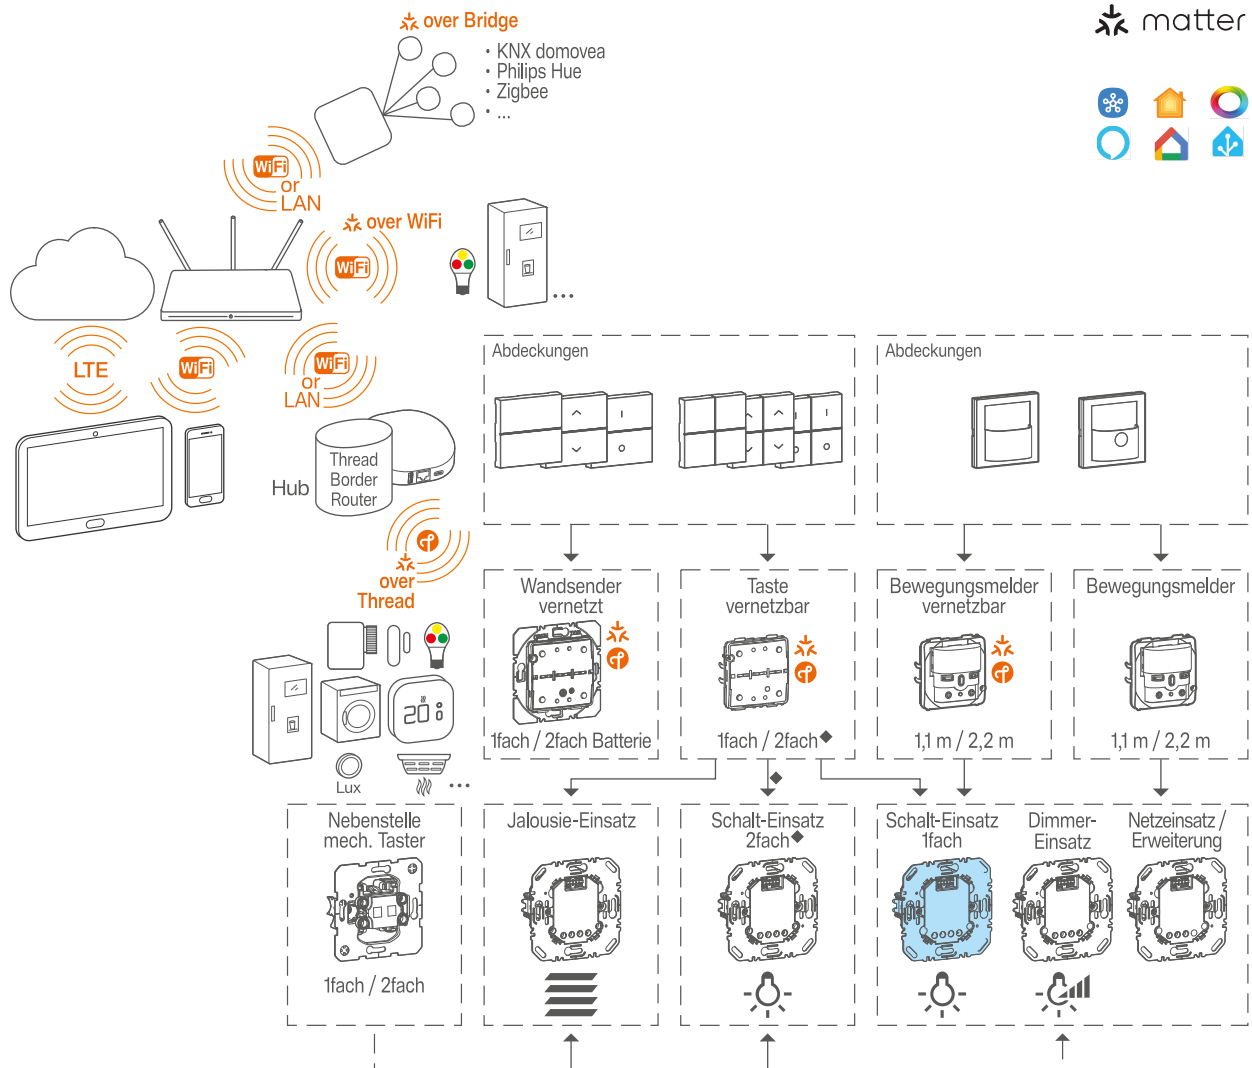 over Bridge
• KNX domovea
• Philips Hue
• Zigbee
• ...
matter
WiFi
or
LAN
over WiFi
WiFi
...
LTE
WiFi
WiFi
or
LAN
Hub
Thread
Border
Router
over
Thread
20
Lux
...
Abdeckungen
Abdeckungen
Wandsender
vernetzt
1fach / 2fach Batterie
Taste
vernetzbar
1fach / 2fach◆
Bewegungsmelder
vernetzbar
1,1 m / 2,2 m
Bewegungsmelder
1,1 m / 2,2 m
◆
Nebenstelle
mech. Taster
1fach / 2fach
Jalousie-Einsatz
Schalt-Einsatz
2fach◆
Schalt-Einsatz
1fach
Dimmer-
Einsatz
Netzeinsatz /
Erweiterung